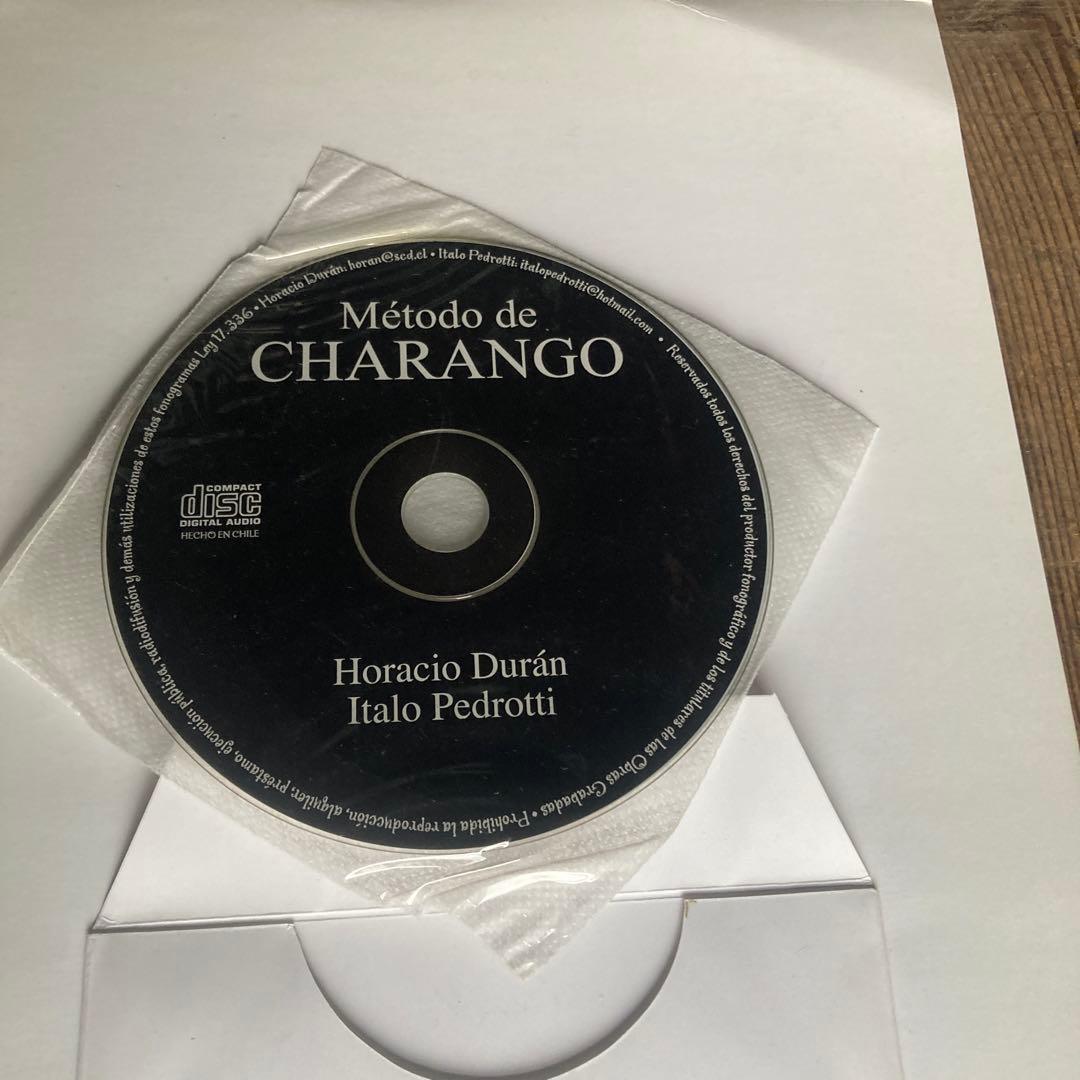 Método de
CHARANGO
COMPACT
disc
DIGITAL AUDIO
HECHO EN CHILE
Horacio Durán
Italo Pedrotti
Horacio Durán: horan@scd.cl • Italo Pedrotti: italopedrotti@hotmail.com • Reservados todos los derechos del productor fonográfico y de los titulares de las Obras Grabadas • Prohibida la reproducción, alquiler, préstamo, ejecución pública, radiodifusión y demás utilizaciones de estos fonogramas Ley 17.336 •